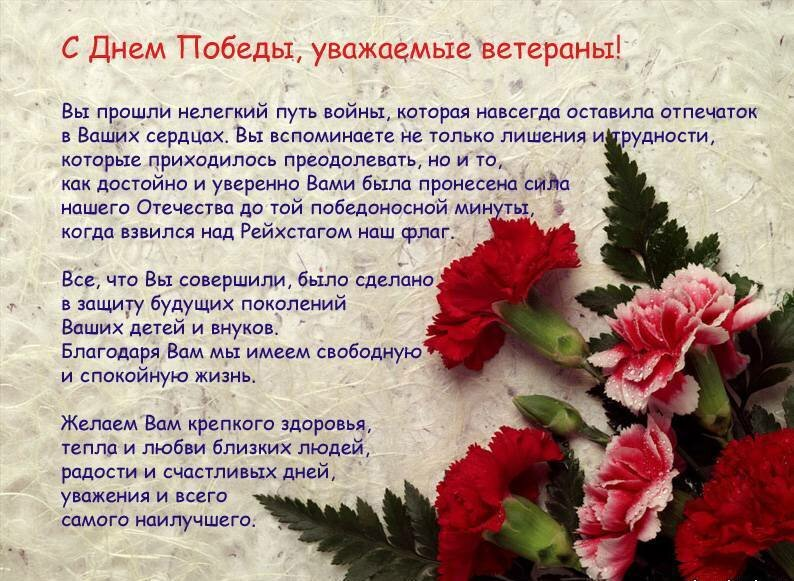 С Днем Победы, уважаемые ветераны!
Вы прошли нелегкий путь войны, которая навсегда оставила отпечаток
в Ваших сердцах. Вы вспоминаете не только лишения и трудности,
которые приходилось преодолевать, но и то,
как достойно и уверенно Вами была пронесена сила
нашего Отечества до той победоносной минуты,
когда взвился над Рейхстагом наш флаг.
Все, что Вы совершили, было сделано
в защиту будущих поколений
Ваших детей и внуков.
Благодаря Вам мы имеем свободную
и спокойную жизнь.
Желаем Вам крепкого здоровья,
тепла и любви близких людей,
радости и счастливых дней,
уважения и всего
самого наилучшего.